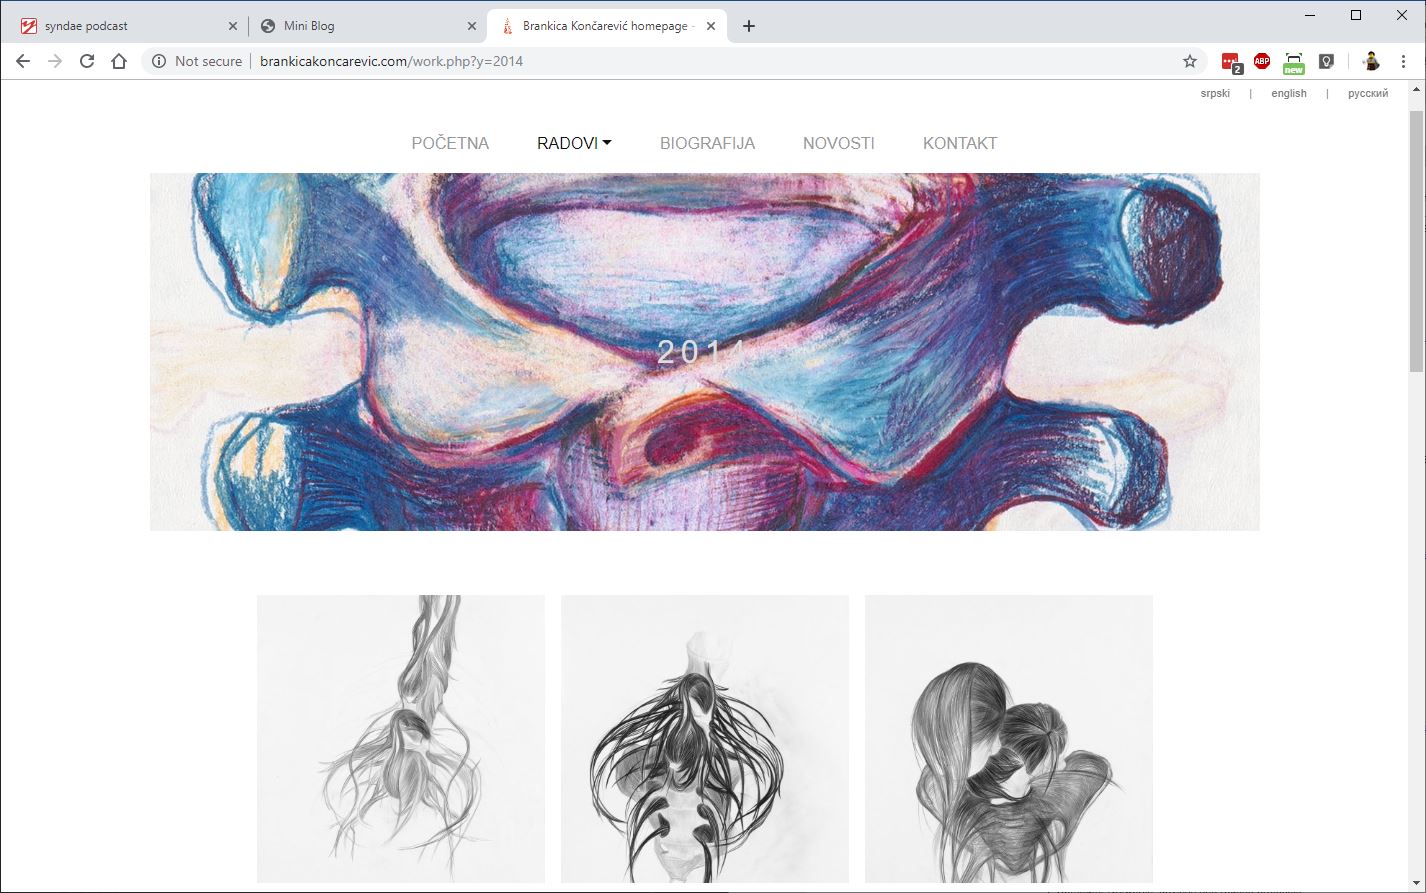 syndae podcast
Mini Blog
Brankica Končarević homepage -
Not secure
brankicakoncarevic.com/work.php?y=2014
2
ABP
new
srpski | english | русский
POČETNA RADOVI BIOGRAFIJA NOVOSTI KONTAKT
2014